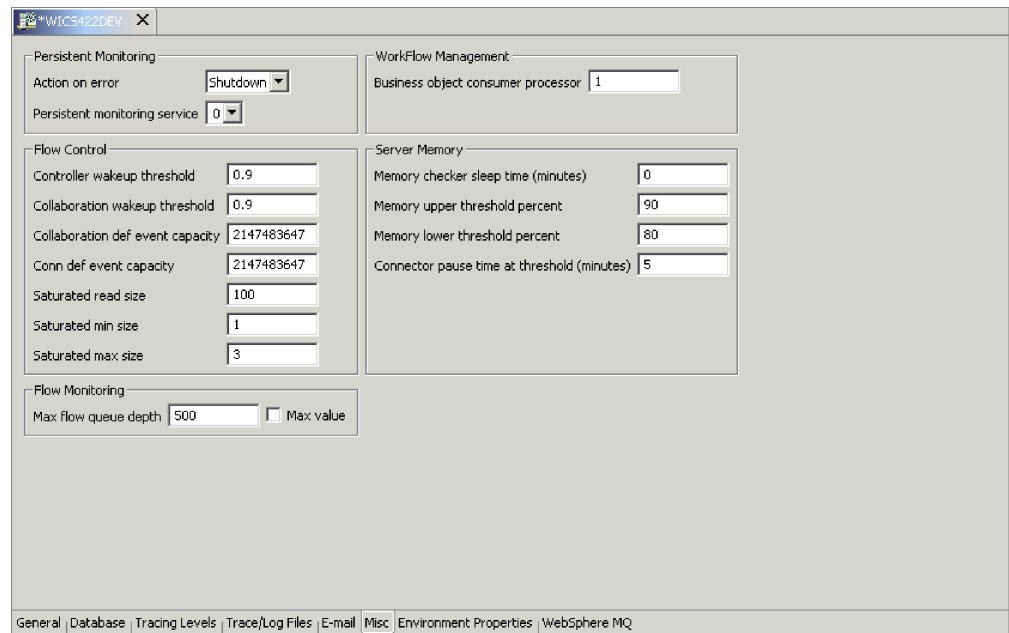 *WICS422DEV X
Persistent Monitoring
Action on error Shutdown
Persistent monitoring service 0
WorkFlow Management
Business object consumer processor 1
Flow Control
Controller wakeup threshold 0.9
Collaboration wakeup threshold 0.9
Collaboration def event capacity 2147483647
Conn def event capacity 2147483647
Saturated read size 100
Saturated min size 1
Saturated max size 3
Server Memory
Memory checker sleep time (minutes) 0
Memory upper threshold percent 90
Memory lower threshold percent 80
Connector pause time at threshold (minutes) 5
Flow Monitoring
Max flow queue depth 500 Max value
General Database Tracing Levels Trace/Log Files E-mail Misc Environment Properties WebSphere MQ